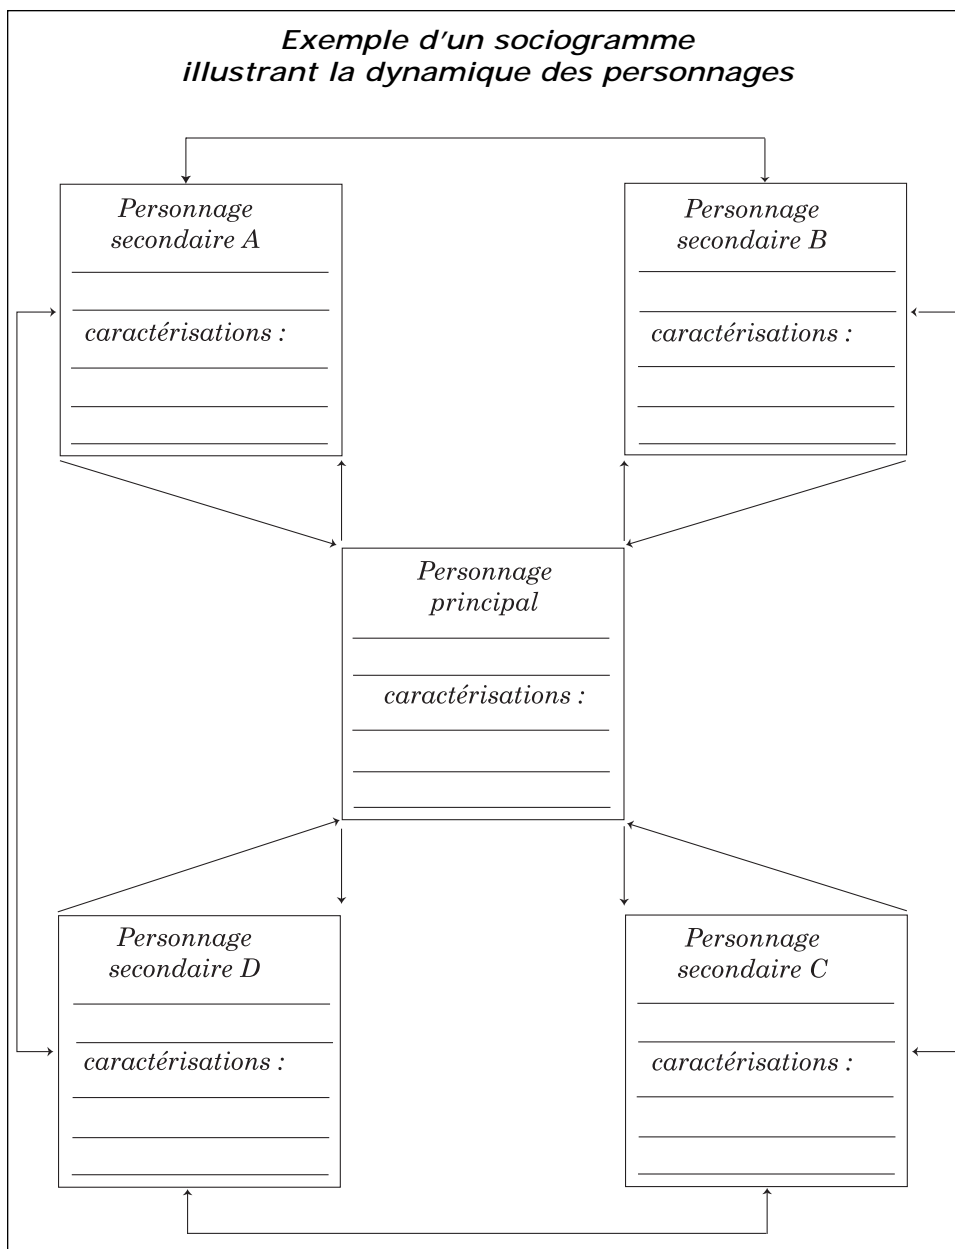 Exemple d'un sociogramme
illustrant la dynamique des personnages
Personnage
secondaire A
caractérisations :
Personnage
secondaire B
caractérisations :
Personnage
principal
caractérisations :
Personnage
secondaire D
caractérisations :
Personnage
secondaire C
caractérisations :